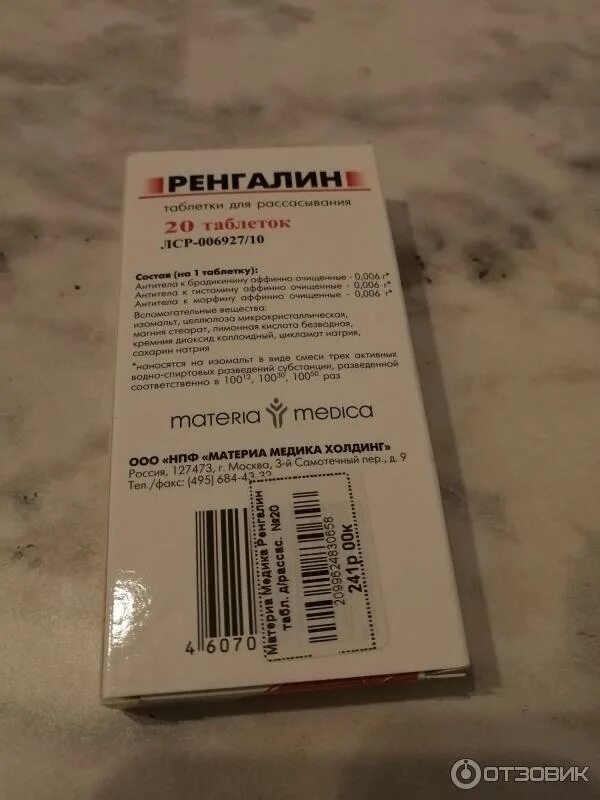 РЕНГАЛИН
таблетки для рассасывания
20 таблеток
ЛСР-006927/10
Состав (на 1 таблетку):
Антитела к брадикинину аффинно очищенные - 0,006 г*
Антитела к гистамину аффинно очищенные - 0,006 г*
Антитела к морфину аффинно очищенные - 0,006 г*
Вспомогательные вещества:
изомальт, целлюлоза микрокристаллическая,
магния стеарат, лимонная кислота безводная,
кремния диоксид коллоидный, цикламат натрия,
сахарин натрия
*наносятся на изомальт в виде смеси трех активных
водно-спиртовых разведений субстанции, разведенной
соответственно в 100¹², 100³⁰, 100⁵⁰ раз
materia medica
ООО «НПФ «МАТЕРИА МЕДИКА ХОЛДИНГ»
Россия, 127473, г. Москва, 3-й Самотечный пер., д. 9
Тел./факс: (495) 684-43-33
4 6070
Материа Медика Ренгалин
табл. д/рассас. №20
2099624830658
241р 00к
ОТЗОВИК